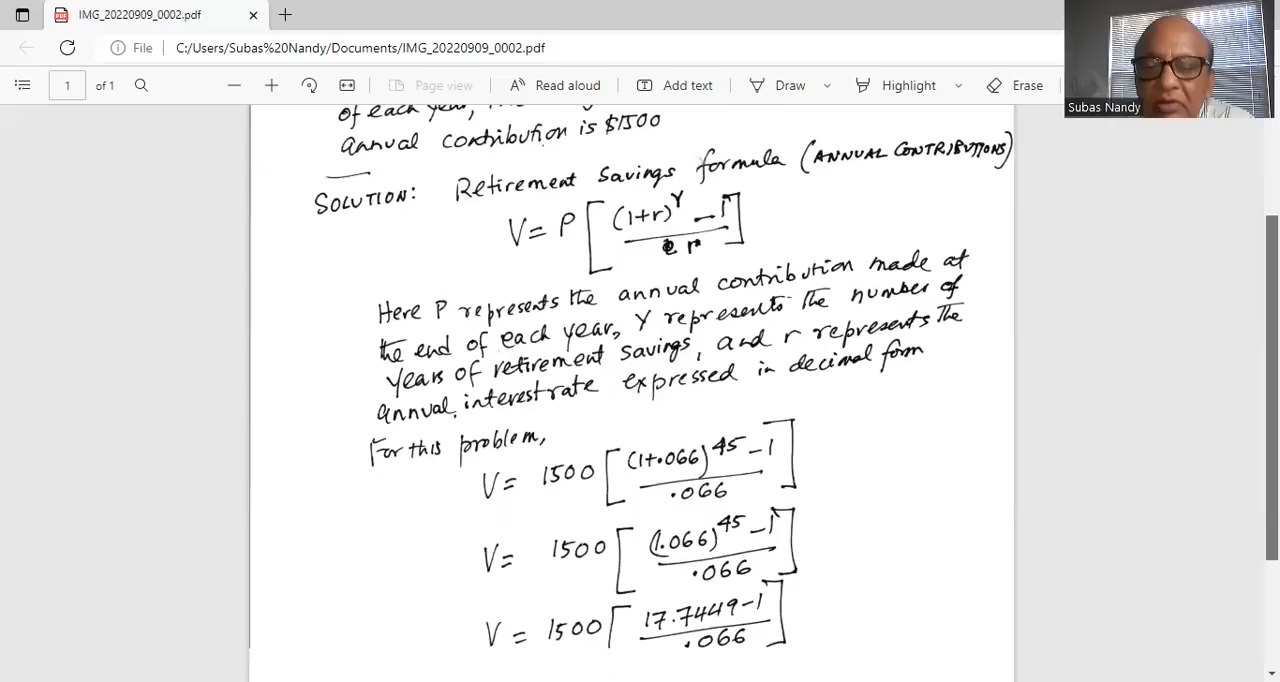 IMG_20220909_0002.pdf
File C:/Users/Subas%20Nandy/Documents/IMG_20220909_0002.pdf
1 of 1 Page view Read aloud Add text Draw Highlight Erase
Subas Nandy
of each year,
annual contribution is $1500
SOLUTION: Retirement Savings formula (ANNUAL CONTRIBUTIONS)
V= P [ (1+r)^Y - 1
r ]
Here P represents the annual contribution made at
the end of each year, Y represents the number of
years of retirement savings, and r represents the
annual interest rate expressed in decimal form
For this problem,
V= 1500 [ (1+.066)^45 - 1
.066 ]
V= 1500 [ (1.066)^45 - 1
.066 ]
V = 1500 [ 17.7449-1
.066 ]